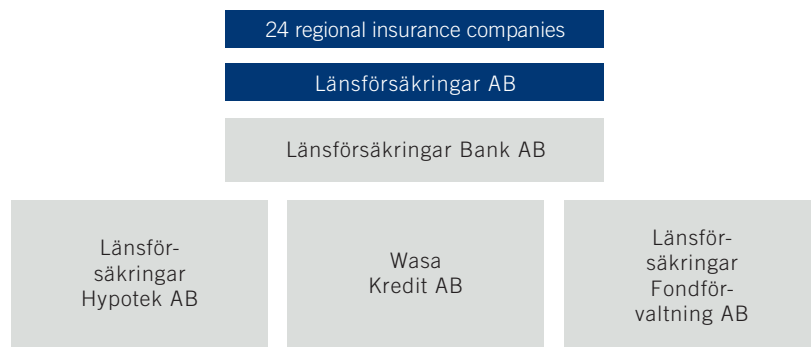 24 regional insurance companies
Länsförsäkringar AB
Länsförsäkringar Bank AB
Länsför-
säkringar
Hypotek AB
Wasa
Kredit AB
Länsför-
säkringar
Fondför-
valtning AB